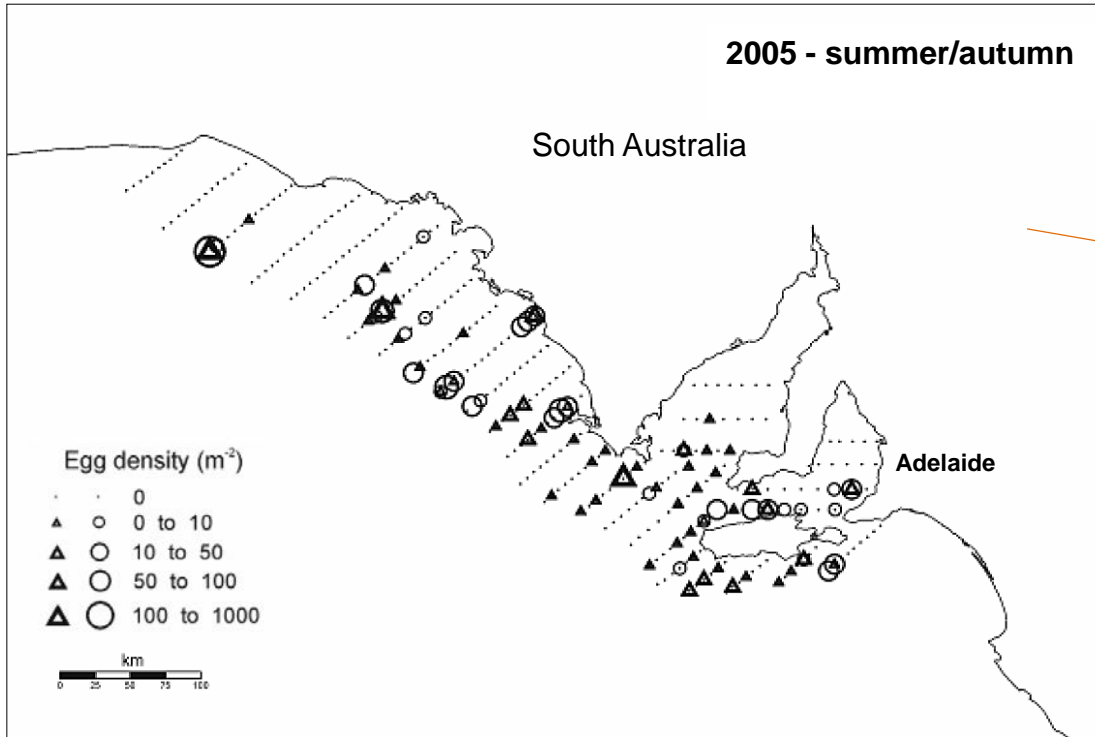 2005 - summer/autumn
South Australia
Adelaide
Egg density (m⁻²)
0
0 to 10
10 to 50
50 to 100
100 to 1000
km
0 25 50 75 100